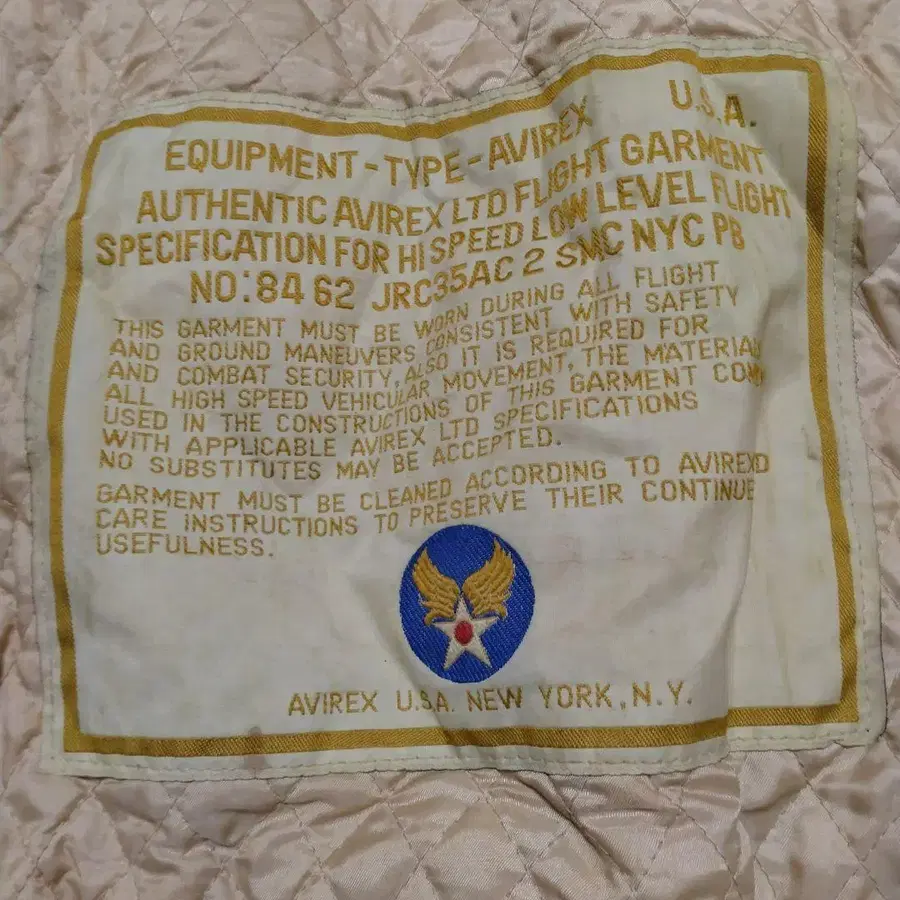 EQUIPMENT-TYPE-AVIREX U.S.A.
AUTHENTIC AVIREX LTD FLIGHT GARMENT
SPECIFICATION FOR HI SPEED LOW LEVEL FLIGHT
NO.:84 62 JRC35AC 2 SMC NYC PB
THIS GARMENT MUST BE WORN DURING ALL FLIGHT
AND GROUND MANEUVERS CONSISTENT WITH SAFETY
AND COMBAT SECURITY, ALSO IT IS REQUIRED FOR
ALL HIGH SPEED VEHICULAR MOVEMENT, THE MATERIAL
USED IN THE CONSTRUCTIONS OF THIS GARMENT
WITH APPLICABLE AVIREX LTD SPECIFICATIONS
NO SUBSTITUTES MAY BE ACCEPTED.
GARMENT MUST BE CLEANED ACCORDING TO AVIREX
CARE INSTRUCTIONS TO PRESERVE THEIR CONTINUE
USEFULNESS.
AVIREX U.S.A. NEW YORK, N.Y.